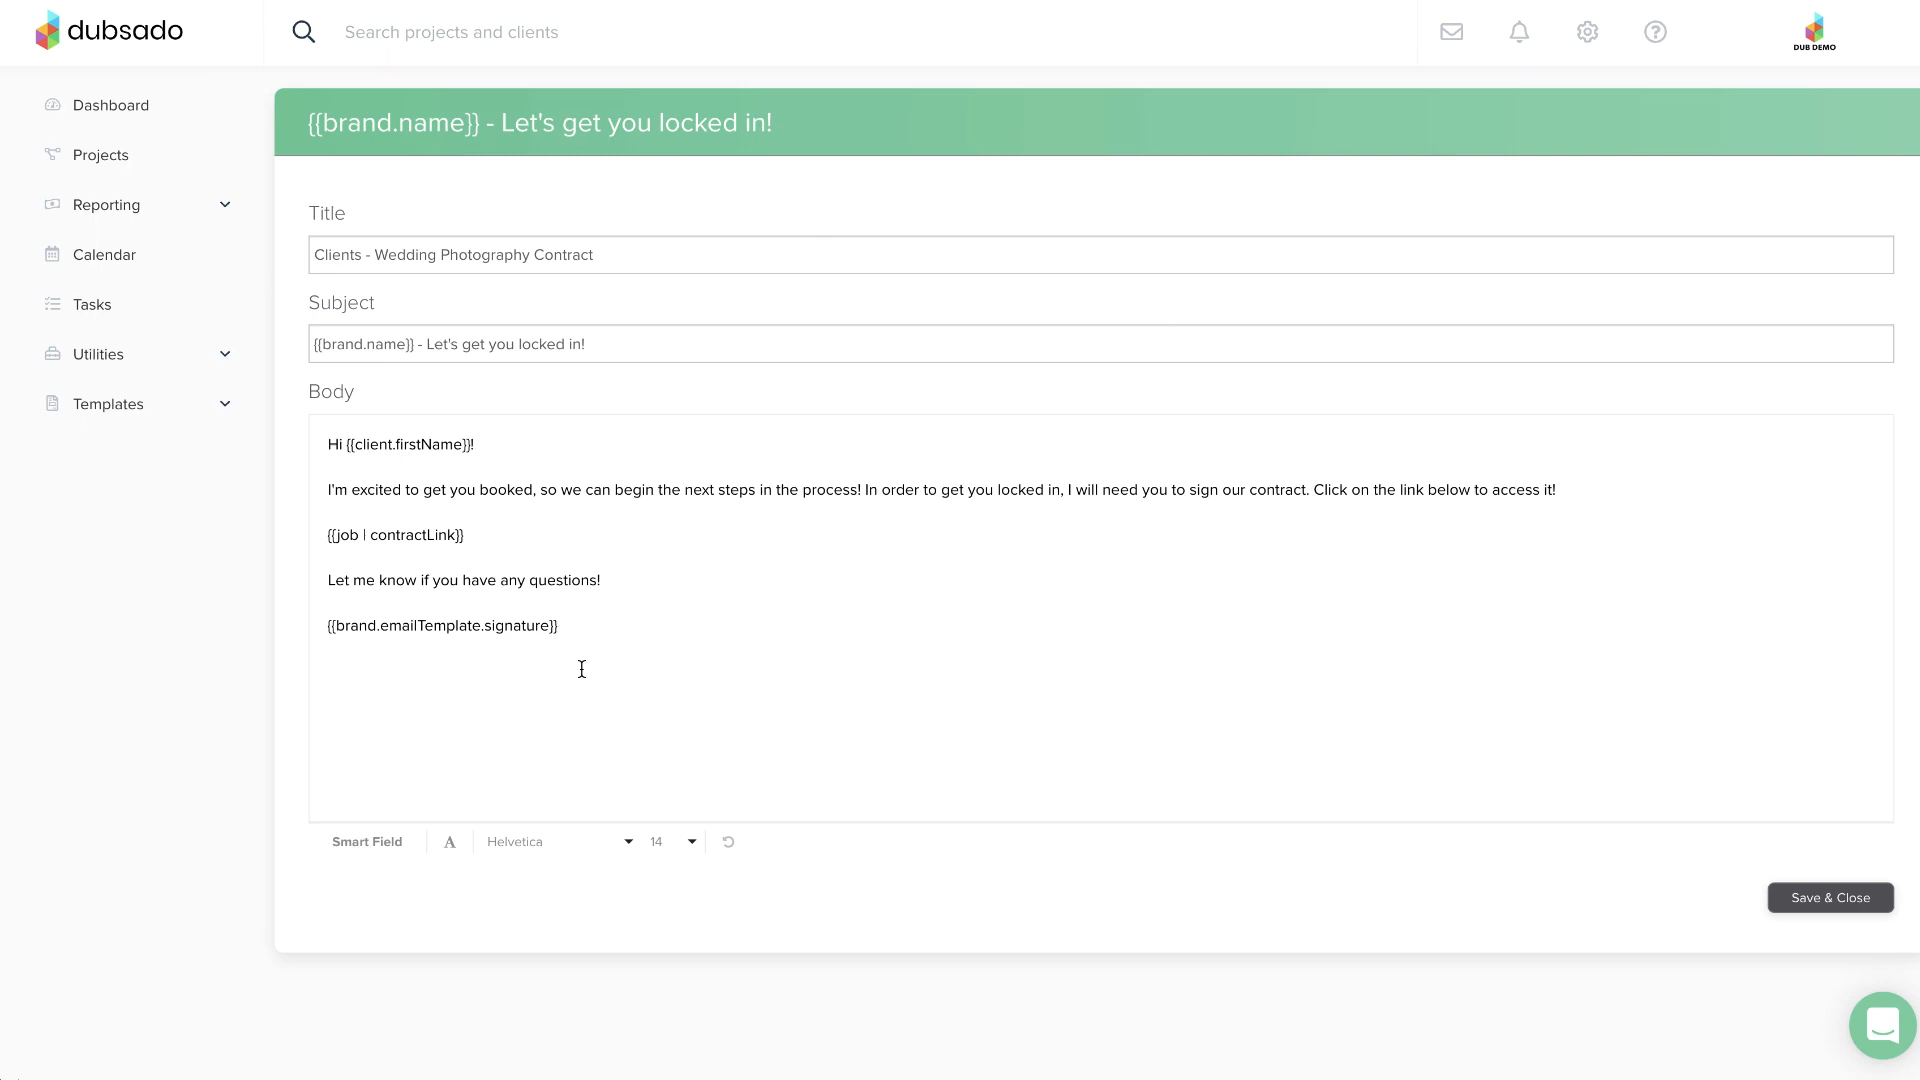 dubsado
Search projects and clients
DUB DEMO
Dashboard
Projects
Reporting
Calendar
Tasks
Utilities
Templates
{{brand.name}} - Let's get you locked in!
Title
Clients - Wedding Photography Contract
Subject
{{brand.name}} - Let's get you locked in!
Body
Hi {{client.firstName}}!
I'm excited to get you booked, so we can begin the next steps in the process! In order to get you locked in, I will need you to sign our contract. Click on the link below to access it!
{{job | contractLink}}
Let me know if you have any questions!
{{brand.emailTemplate.signature}}
Smart Field
A
Helvetica
14
Save & Close